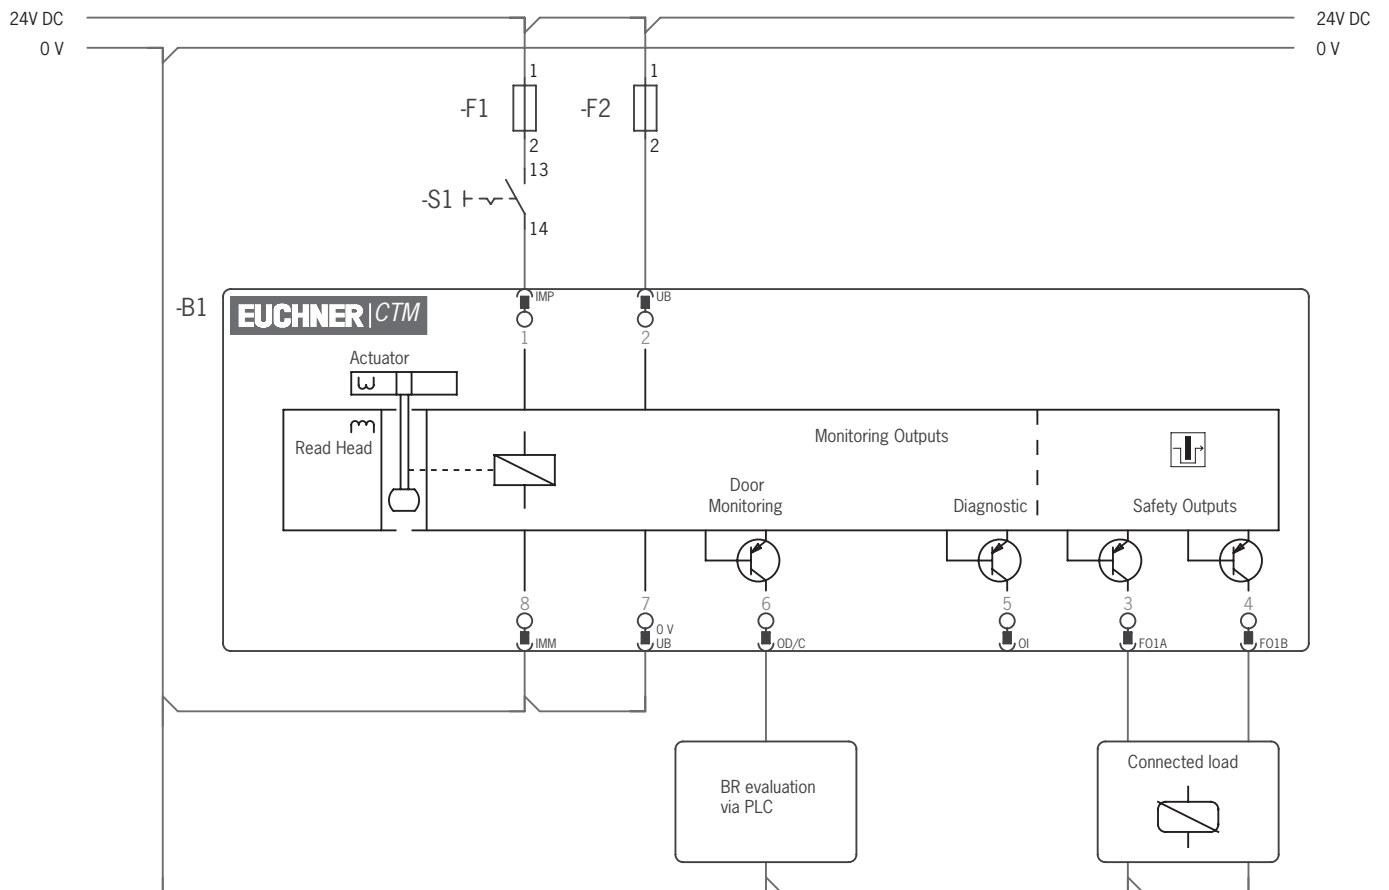 24V DC
24V DC
0 V
0 V
1
1
-F1
-F2
2
2
13
-S1
14
-B1
EUCHNER|CTM
IMP
UB
1
2
Actuator
Read Head
Monitoring Outputs
Door
Monitoring
Diagnostic
Safety Outputs
8
7
6
5
3
4
IMM
0 V
UB
OD/C
OI
FO1A
FO1B
BR evaluation
via PLC
Connected load